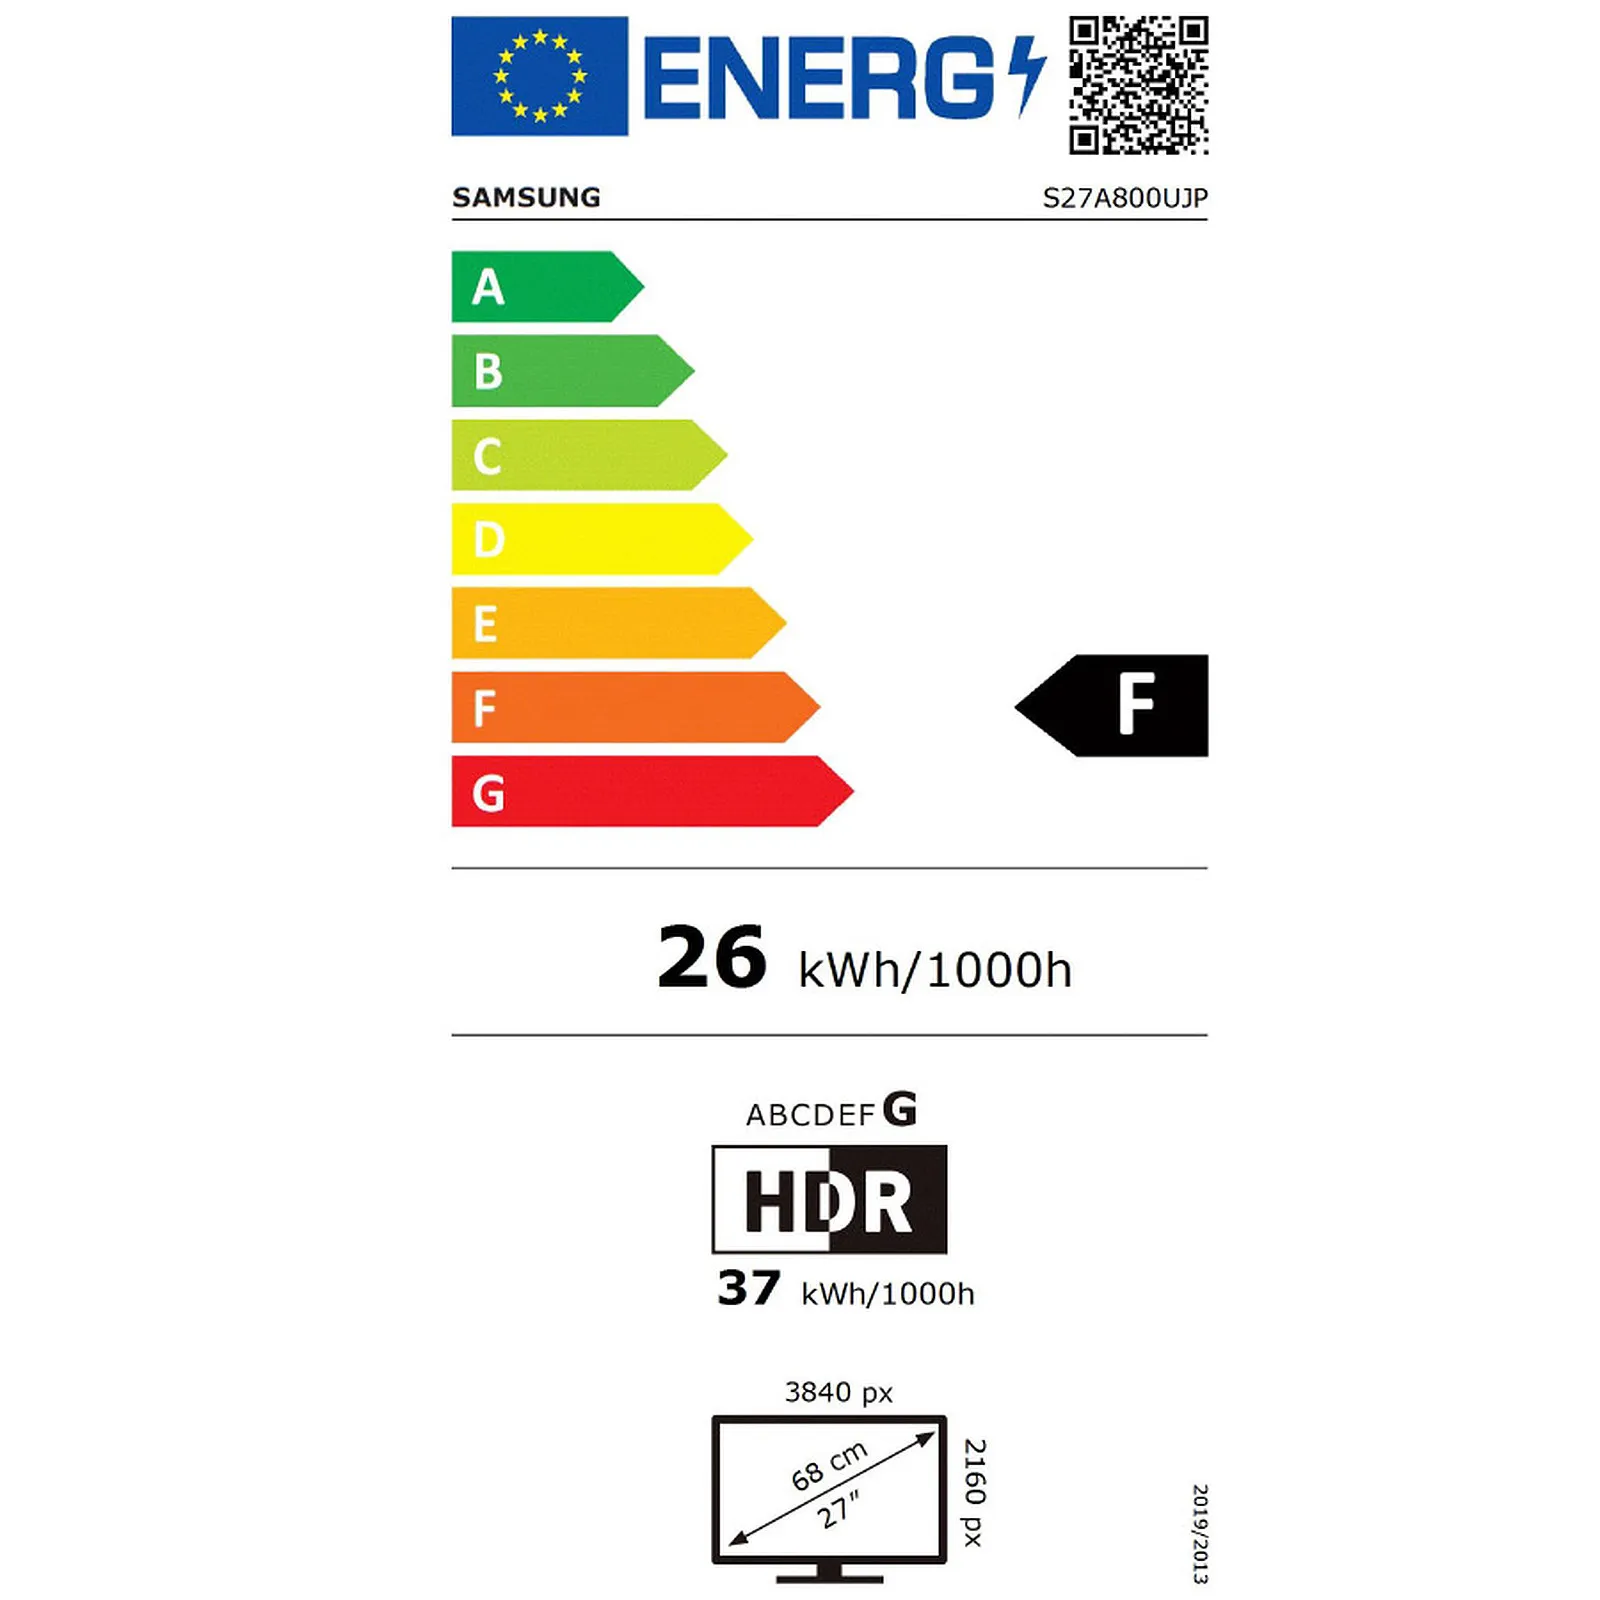 ENERG
SAMSUNG
S27A800UJP
A
B
C
D
E
F
F
G
26 kWh/1000h
ABCDEFG
HDR
37 kWh/1000h
3840 px
68 cm
27"
2160 px
2019/2013